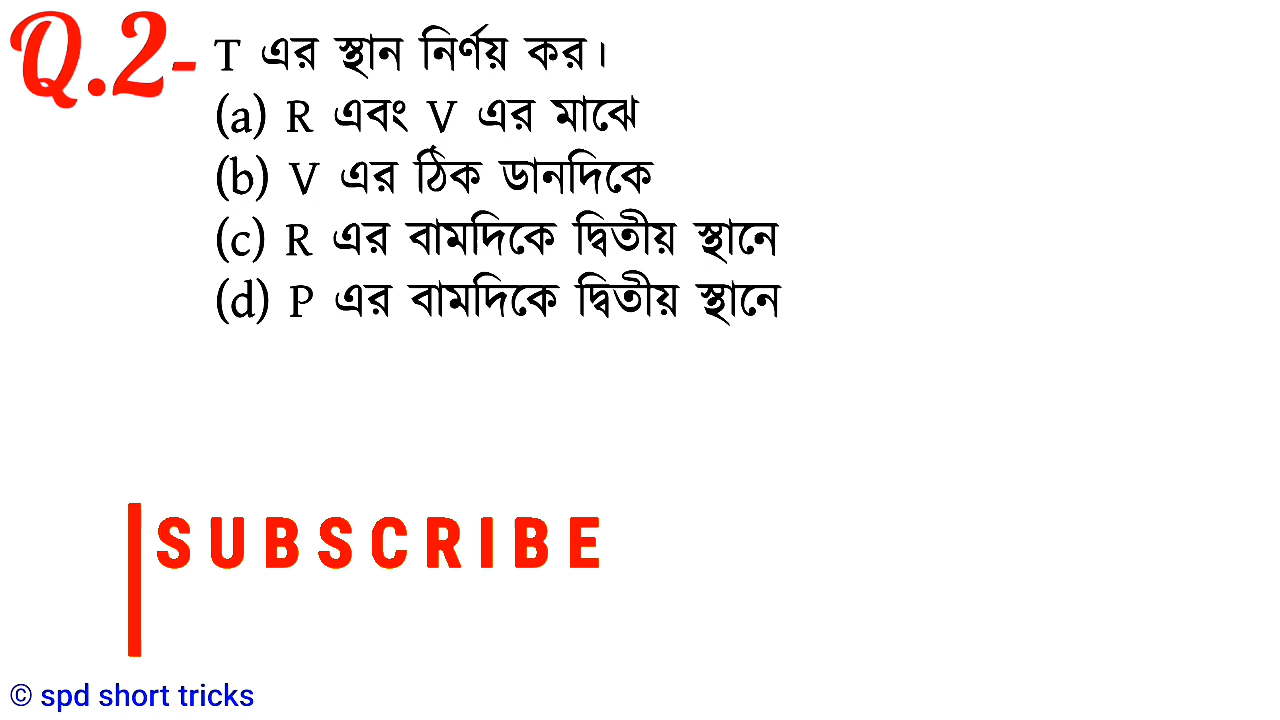 Q.2- T এর স্থান নির্ণয় কর।
(a) R এবং V এর মাঝে
(b) V এর ঠিক ডানদিকে
(c) R এর বামদিকে দ্বিতীয় স্থানে
(d) P এর বামদিকে দ্বিতীয় স্থানে
SUBSCRIBE
© spd short tricks